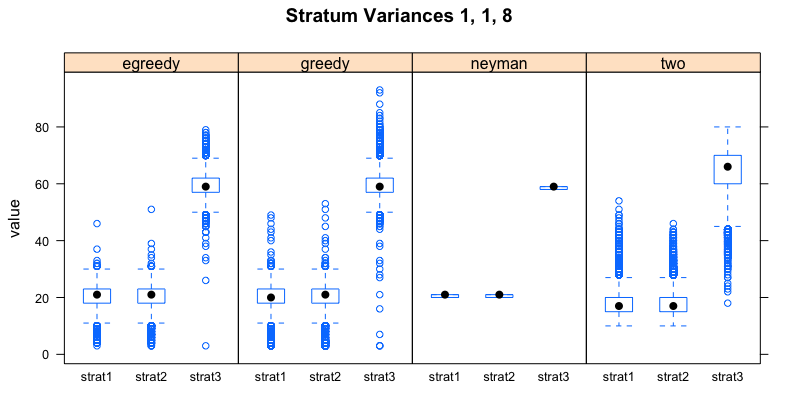 Stratum Variances 1, 1, 8
egreedy greedy neyman two
value
80
60
40
20
0
strat1 strat2 strat3 strat1 strat2 strat3 strat1 strat2 strat3 strat1 strat2 strat3